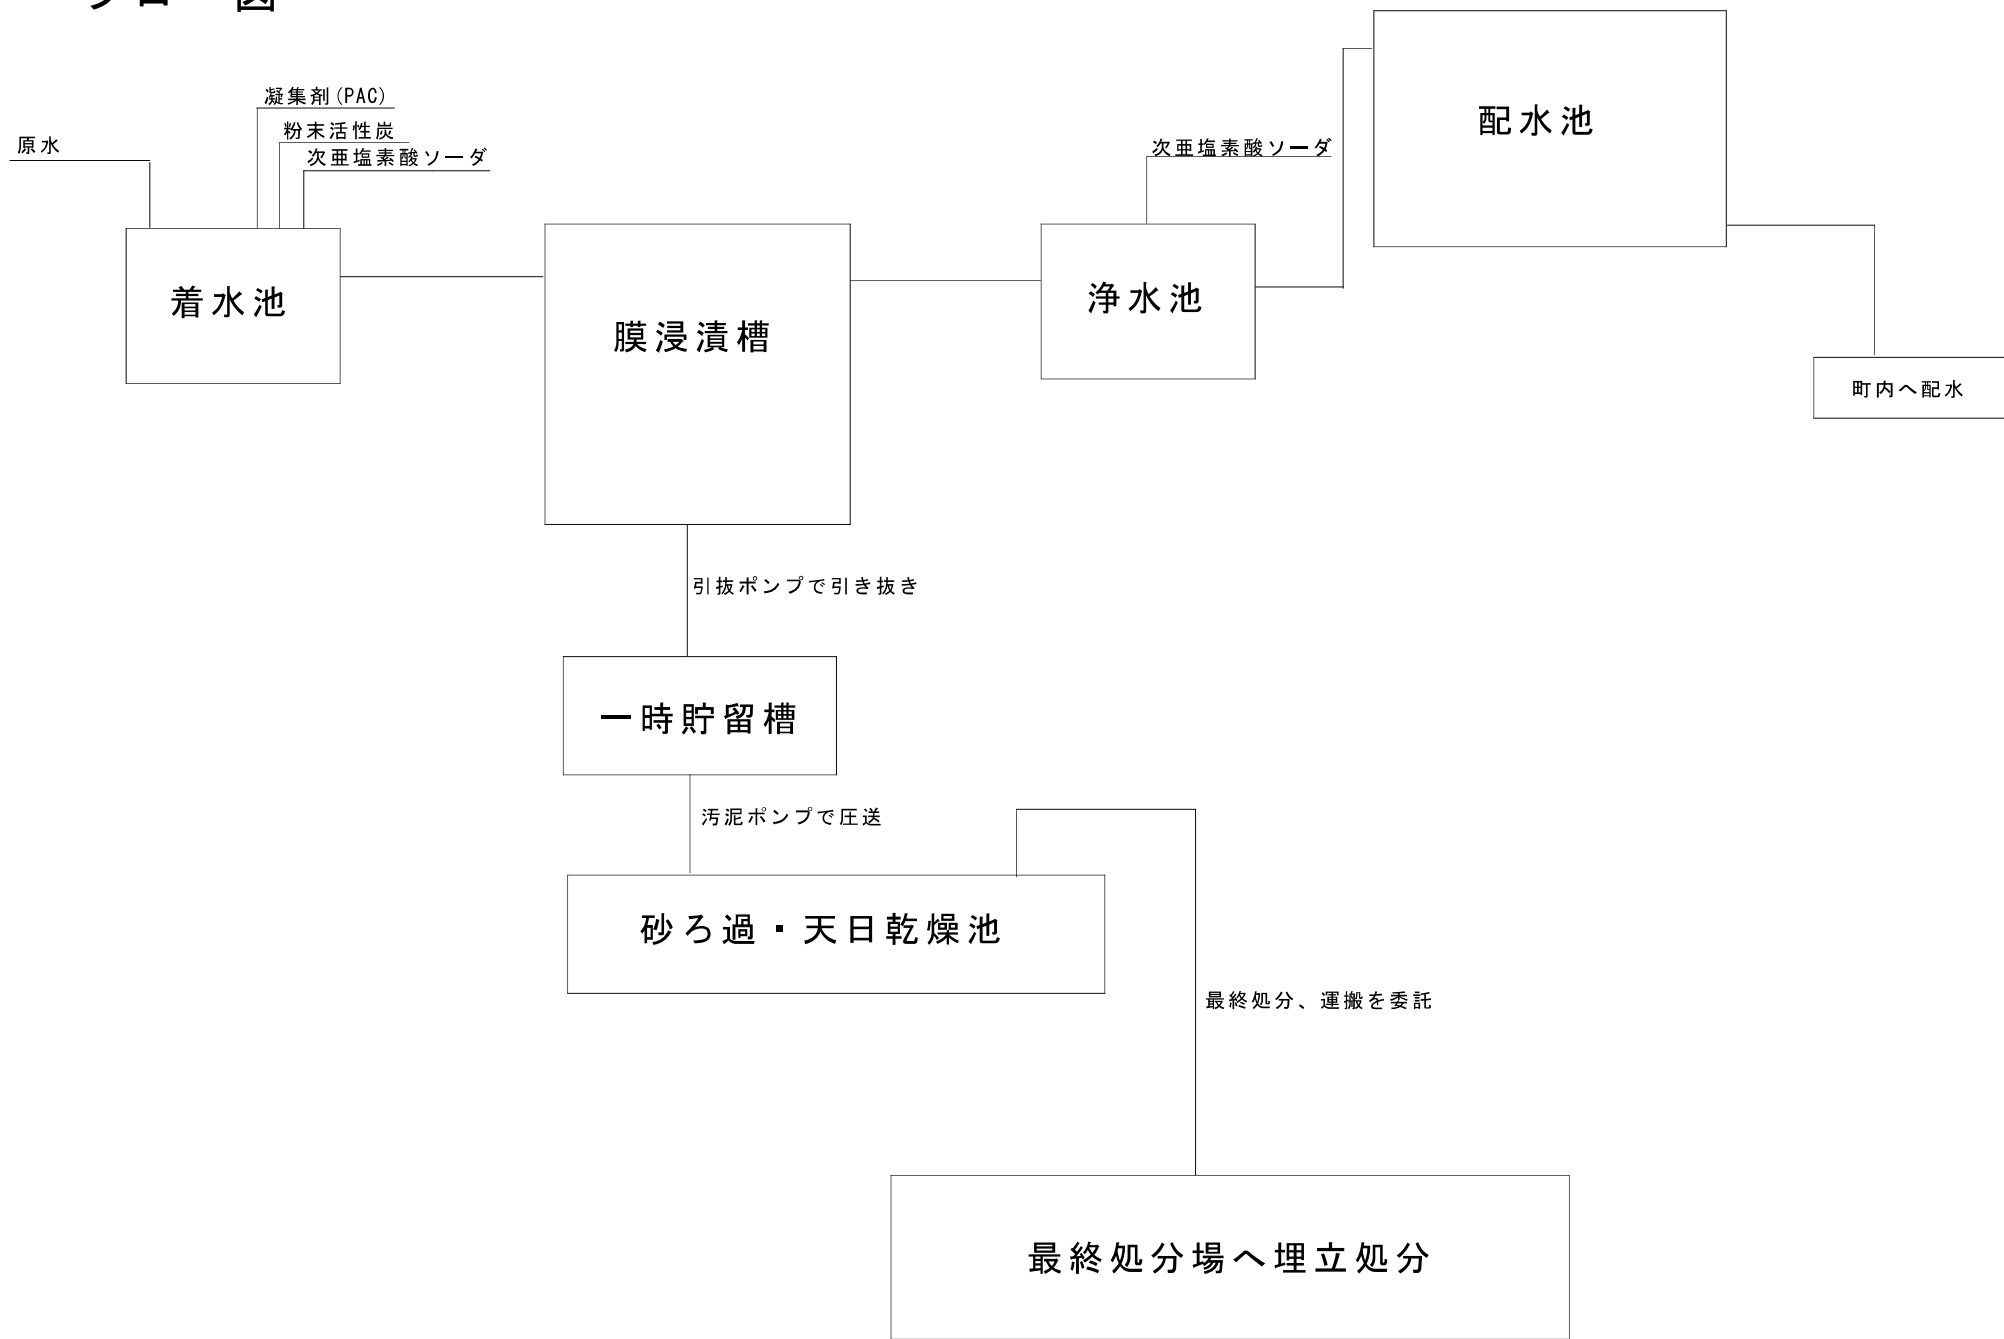 フロー図
凝集剤(PAC)
原水
粉末活性炭
次亜塩素酸ソーダ
次亜塩素酸ソーダ
配水池
着水池
膜浸漬槽
浄水池
町内へ配水
引抜ポンプで引き抜き
一時貯留槽
汚泥ポンプで圧送
砂ろ過・天日乾燥池
最終処分、運搬を委託
最終処分場へ埋立処分